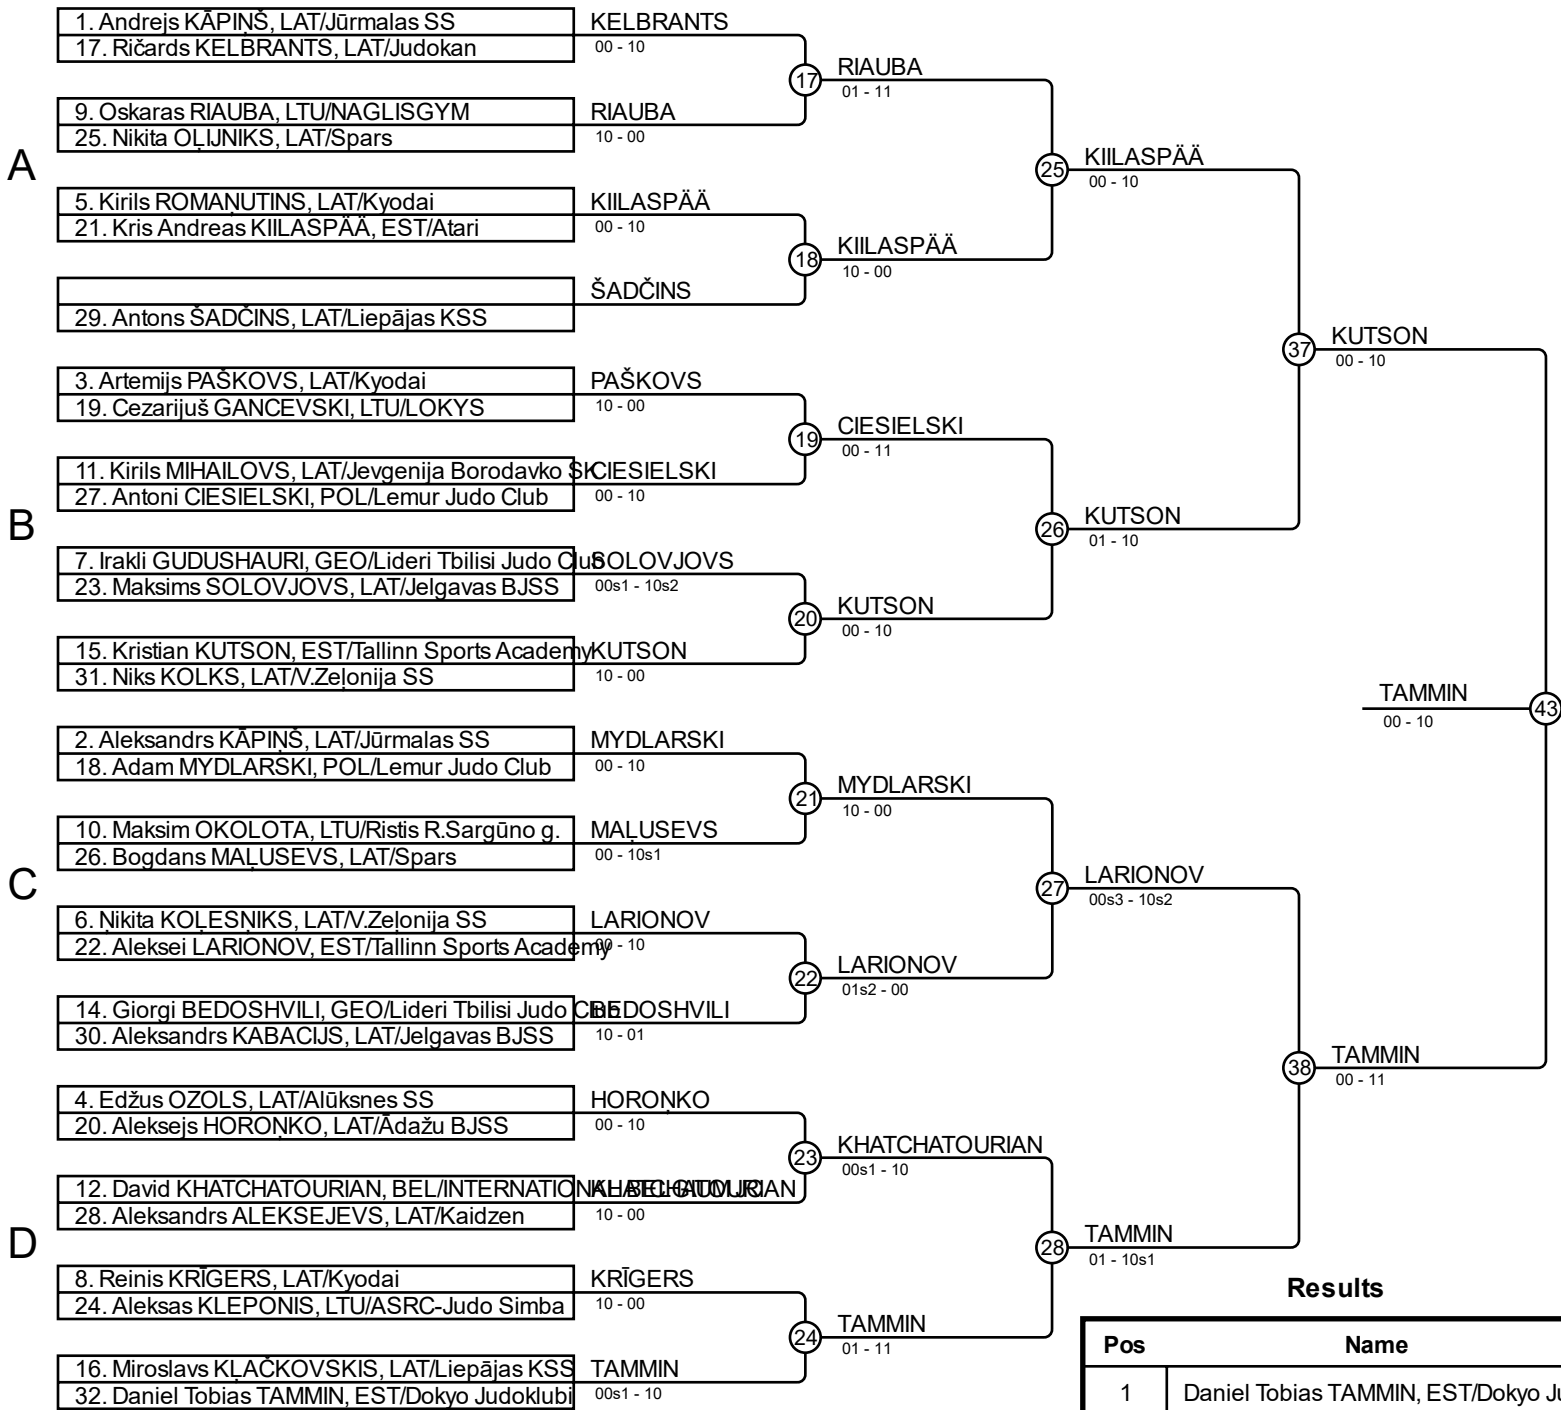 1. Andrejs KĀPIŅŠ, LAT/Jūrmalas SS
17. Ričards KELBRANTS, LAT/Judokan
KELBRANTS
00 - 10
17
RIAUBA
01 - 11
9. Oskaras RIAUBA, LTU/NAGLISGYM
25. Nikita OĻIJNIKS, LAT/Spars
RIAUBA
10 - 00
A
25
KIILASPÄÄ
00 - 10
5. Kirils ROMAŅUTINS, LAT/Kyodai
21. Kris Andreas KIILASPÄÄ, EST/Atari
KIILASPÄÄ
00 - 10
18
KIILASPÄÄ
10 - 00
29. Antons ŠADČINS, LAT/Liepājas KSS
ŠADČINS
37
KUTSON
00 - 10
3. Artemijs PAŠKOVS, LAT/Kyodai
19. Cezarijuš GANCEVSKI, LTU/LOKYS
PAŠKOVS
10 - 00
19
CIESIELSKI
00 - 11
11. Kirils MIHAILOVS, LAT/Jevgenija Borodavko SK
27. Antoni CIESIELSKI, POL/Lemur Judo Club
CIESIELSKI
00 - 10
B
26
KUTSON
01 - 10
7. Irakli GUDUSHAURI, GEO/Lideri Tbilisi Judo Club
23. Maksims SOLOVJOVS, LAT/Jelgavas BJSS
SOLOVJOVS
00s1 - 10s2
20
KUTSON
00 - 10
15. Kristian KUTSON, EST/Tallinn Sports Academy
31. Niks KOLKS, LAT/V.Zeļonija SS
KUTSON
10 - 00
TAMMIN
00 - 10
43
2. Aleksandrs KĀPIŅŠ, LAT/Jūrmalas SS
18. Adam MYDLARSKI, POL/Lemur Judo Club
MYDLARSKI
00 - 10
21
MYDLARSKI
10 - 00
10. Maksim OKOLOTA, LTU/Ristis R.Sargūno g.
26. Bogdans MAĻUSEVS, LAT/Spars
MAĻUSEVS
00 - 10s1
C
27
LARIONOV
00s3 - 10s2
6. Ņikita KOĻESŅIKS, LAT/V.Zeļonija SS
22. Aleksei LARIONOV, EST/Tallinn Sports Academy
LARIONOV
00 - 10
22
LARIONOV
01s2 - 00
14. Giorgi BEDOSHVILI, GEO/Lideri Tbilisi Judo Club
30. Aleksandrs KABACIJS, LAT/Jelgavas BJSS
BEDOSHVILI
10 - 01
38
TAMMIN
00 - 11
4. Edžus OZOLS, LAT/Alūksnes SS
20. Aleksejs HOROŅKO, LAT/Ādažu BJSS
HOROŅKO
00 - 10
23
KHATCHATOURIAN
00s1 - 10
12. David KHATCHATOURIAN, BEL/INTERNATIONAL BELGIUM JC
28. Aleksandrs ALEKSEJEVS, LAT/Kaidzen
KHATCHATOURIAN
10 - 00
D
28
TAMMIN
01 - 10s1
8. Reinis KRĪGERS, LAT/Kyodai
24. Aleksas KLEPONIS, LTU/ASRC-Judo Simba
KRĪGERS
10 - 00
24
TAMMIN
01 - 11
16. Miroslavs KĻAČKOVSKIS, LAT/Liepājas KSS
32. Daniel Tobias TAMMIN, EST/Dokyo Judoklubi
TAMMIN
00s1 - 10
Results
Pos Name
1 Daniel Tobias TAMMIN, EST/Dokyo Ju